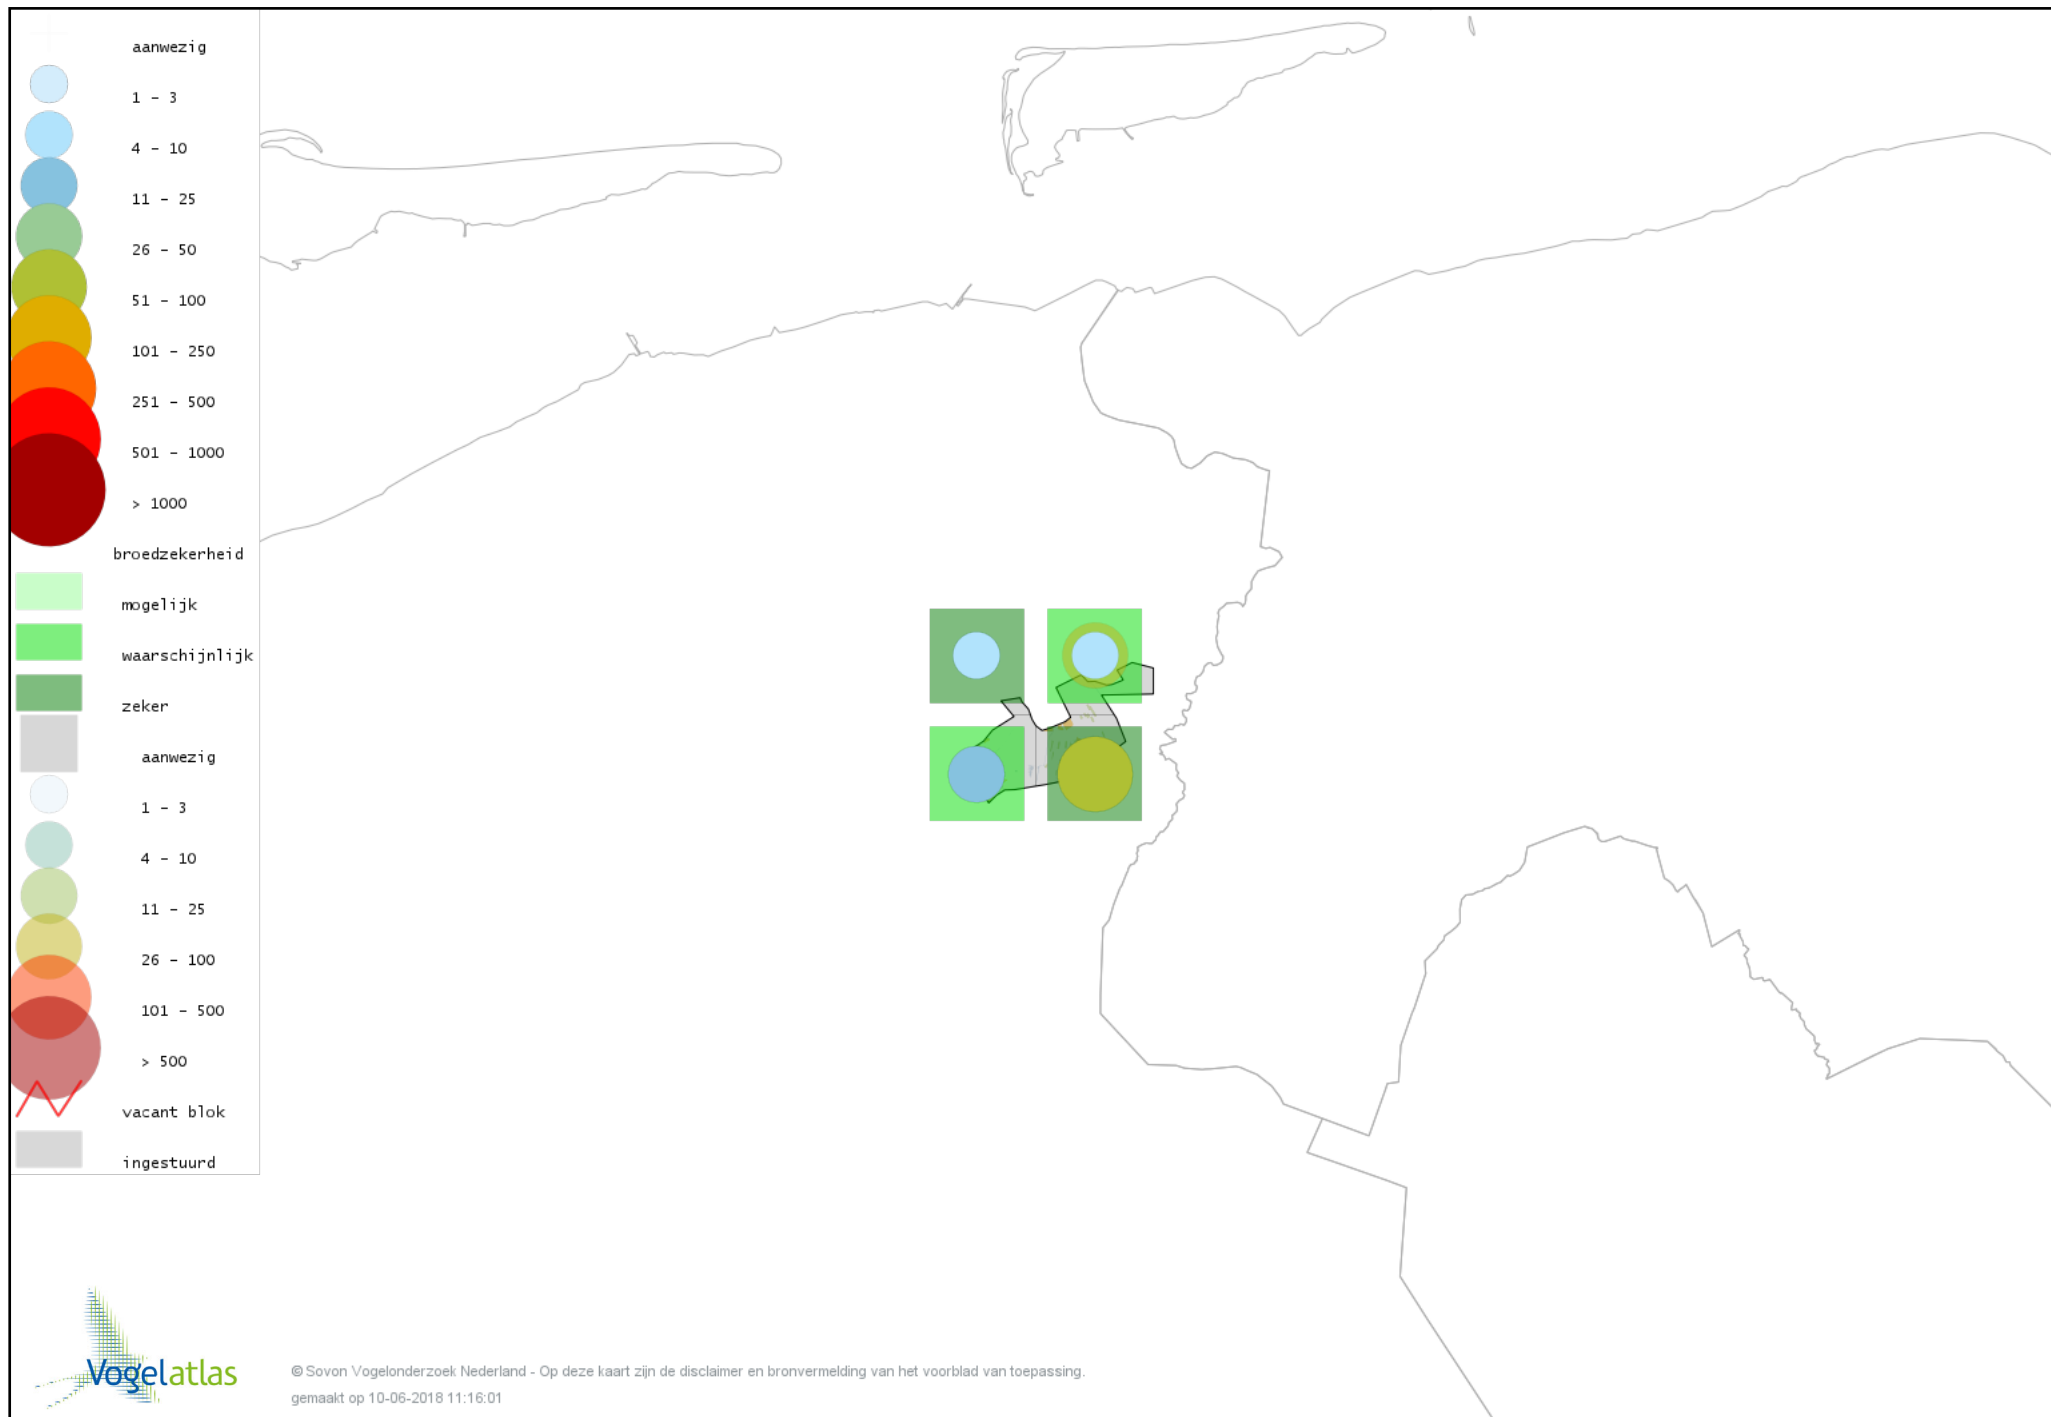 aanwezig
1 - 3
4 - 10
11 - 25
26 - 50
51 - 100
101 - 250
251 - 500
501 - 1000
> 1000
broedzekerheid
mogelijk
waarschijnlijk
zeker
aanwezig
1 - 3
4 - 10
11 - 25
26 - 100
101 - 500
> 500
vacant blok
ingestuurd
Vogelatlas
© Sovon Vogelonderzoek Nederland - Op deze kaart zijn de disclaimer en bronvermelding van het voorblad van toepassing.
gemaakt op 10-06-2018 11:16:01